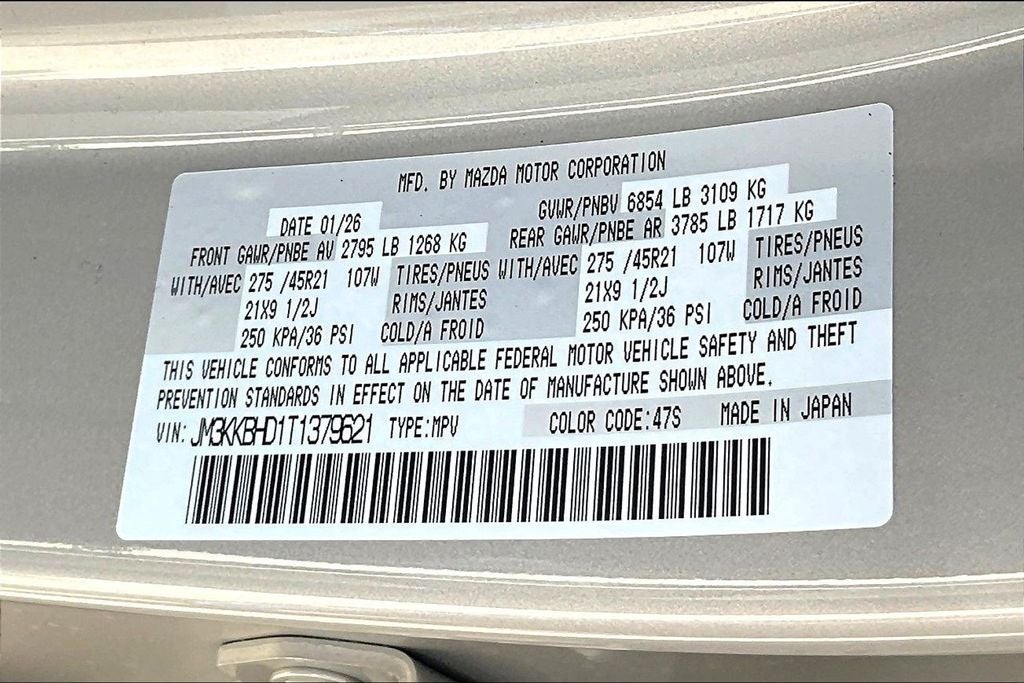 MFD. BY MAZDA MOTOR CORPORATION
DATE 01/26 GVWR/PNBV 6854 LB 3109 KG
FRONT GAWR/PNBE AV 2795 LB 1268 KG REAR GAWR/PNBE AR 3785 LB 1717 KG
WITH/AVEC 275 /45R21 107W TIRES/PNEUS WITH/AVEC 275 /45R21 107W TIRES/PNEUS
21X9 1/2J RIMS/JANTES 21X9 1/2J RIMS/JANTES
250 KPA/36 PSI COLD/A FROID 250 KPA/36 PSI COLD/A FROID
THIS VEHICLE CONFORMS TO ALL APPLICABLE FEDERAL MOTOR VEHICLE SAFETY AND THEFT
PREVENTION STANDARDS IN EFFECT ON THE DATE OF MANUFACTURE SHOWN ABOVE.
VIN: JM3KKBHD1T1379621 TYPE:MPV COLOR CODE:47S MADE IN JAPAN